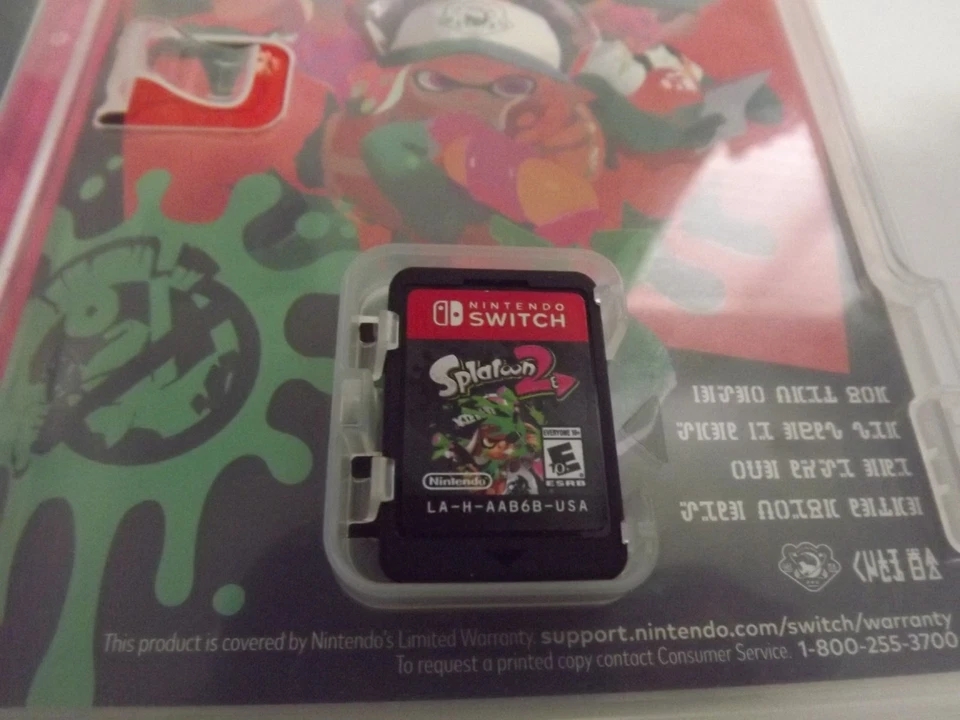 NINTENDO
SWITCH
Splatoon 2
EVERYONE 10+
E
10+
ESRB
Nintendo
LA-H-AAB6B-USA
This product is covered by Nintendo's Limited Warranty. support.nintendo.com/switch/warranty
To request a printed copy contact Consumer Service. 1-800-255-3700